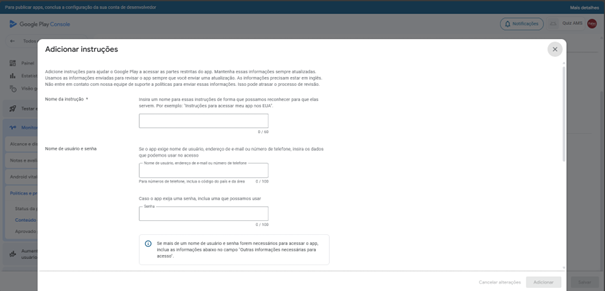 Para publicar apps, conclua a configuração da sua conta de desenvolvedor
Mais detalhes
Google Play Console
Notificações
Adicionar instruções
Adicione instruções para ajudar o Google Play a acessar as partes restritas do app. Mantenha essas informações sempre atualizadas.
Usamos as informações enviadas para revisar o app sempre que você enviar uma atualização. As informações precisam estar em inglês.
Não entre em contato com nossa equipe de suporte a políticas para enviar essas informações. Isso pode atrasar o processo de revisão.
Nome da instrução *
Insira um nome para essas instruções de forma que possamos reconhecer para que elas
servem. Por exemplo: "Instruções para acessar meu app nos EUA".
0 / 60
Nome de usuário e senha
Se o app exige nome de usuário, endereço de e-mail ou número de telefone, insira os dados
que podemos usar no acesso
Nome de usuário, endereço de e-mail ou número de telefone
Para números de telefone, inclua o código do país e da área
0 / 100
Caso o app exija uma senha, inclua uma que possamos usar
Senha
0 / 100
Se mais de um nome de usuário e senha forem necessários para acessar o app,
inclua as informações abaixo no campo "Outras informações necessárias para
acesso".
Cancelar alterações
Adicionar